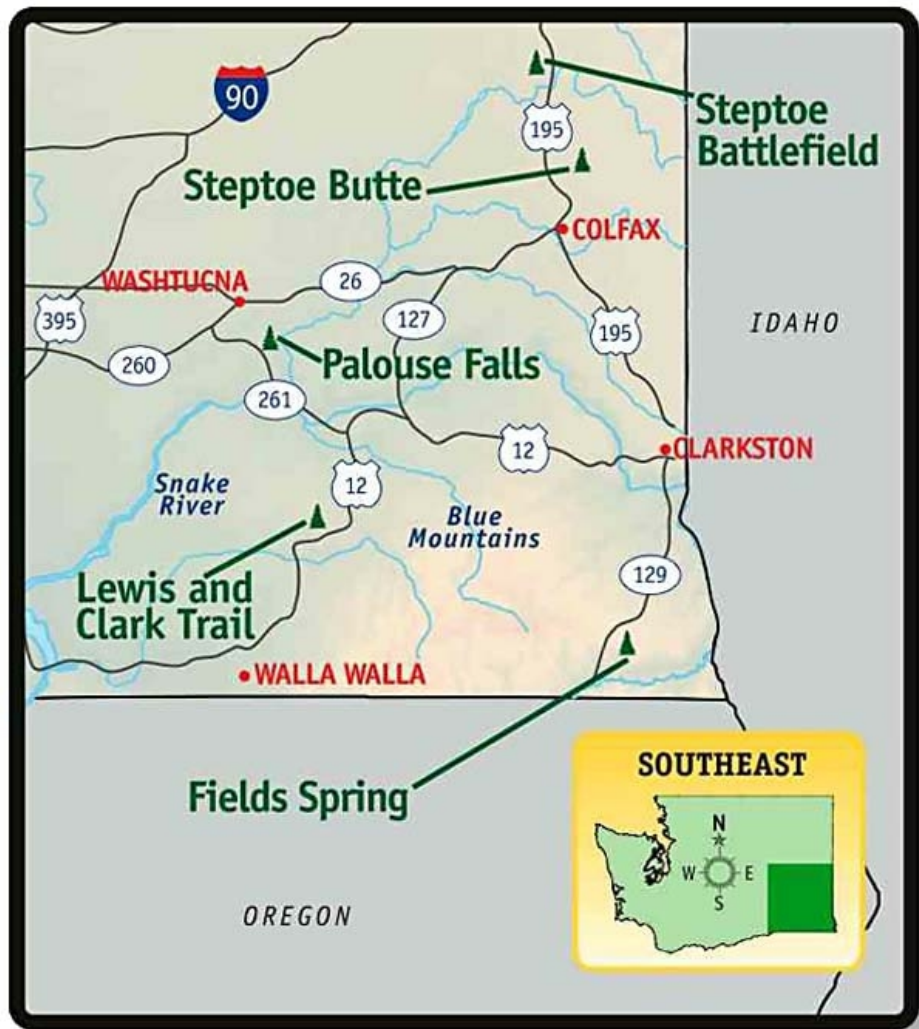 90
195
Steptoe
Battlefield
Steptoe Butte
COLFAX
WASHTUCNA
26
395
127
195
IDAHO
260
Palouse Falls
261
12
CLARKSTON
12
Snake
River
Blue
Mountains
Lewis and
Clark Trail
129
WALLA WALLA
Fields Spring
SOUTHEAST
N
W
E
S
OREGON